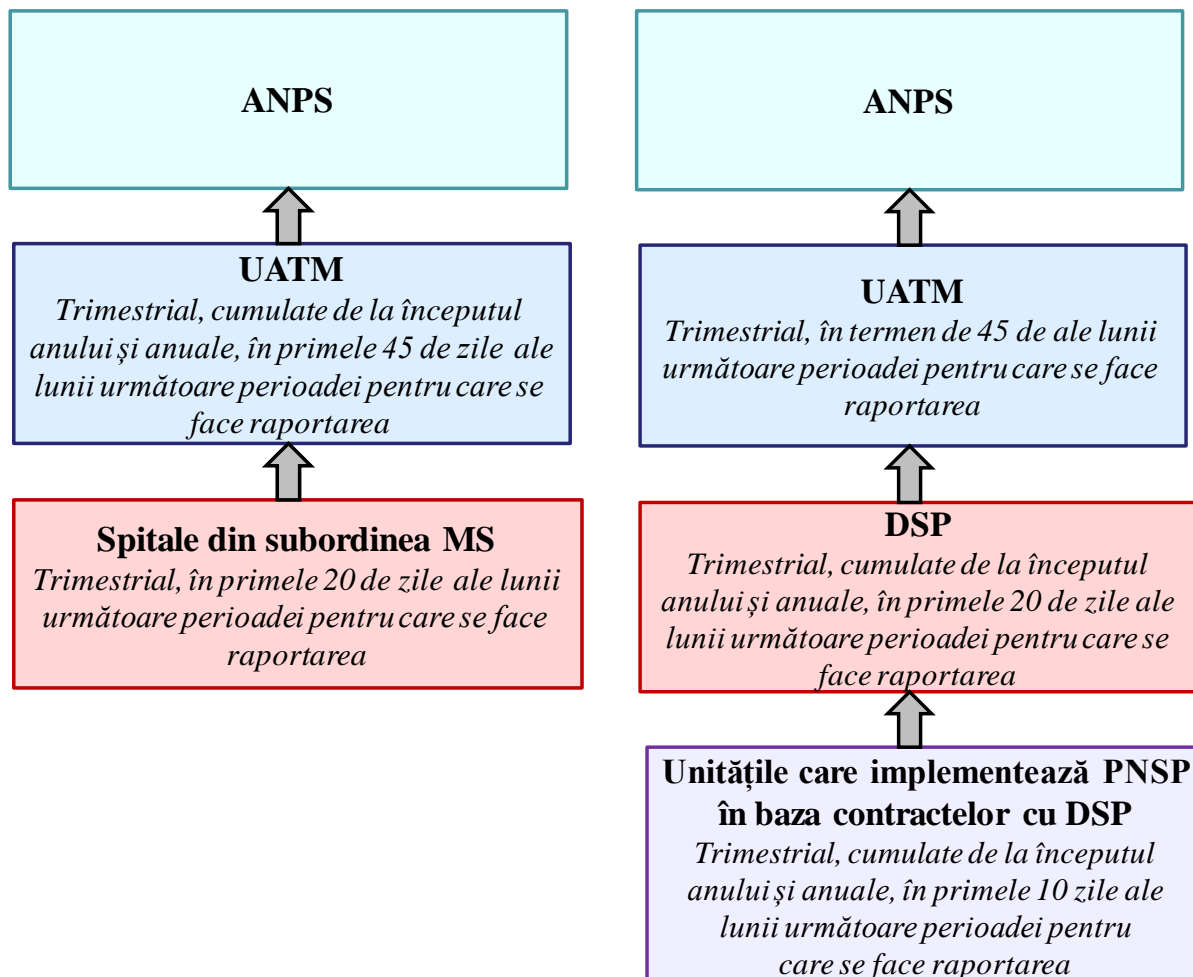 ANPS
UATM
Trimestrial, cumulate de la începutul
anului și anuale, în primele 45 de zile ale
lunii următoare perioadei pentru care se
face raportarea
Spitale din subordinea MS
Trimestrial, în primele 20 de zile ale lunii
următoare perioadei pentru care se face
raportarea
ANPS
UATM
Trimestrial, în termen de 45 de ale lunii
următoare perioadei pentru care se face
raportarea
DSP
Trimestrial, cumulate de la începutul
anului și anuale, în primele 20 de zile ale
lunii următoare perioadei pentru care se
face raportarea
Unitățile care implementează PNSP
în baza contractelor cu DSP
Trimestrial, cumulate de la începutul
anului și anuale, în primele 10 zile ale
lunii următoare perioadei pentru
care se face raportarea